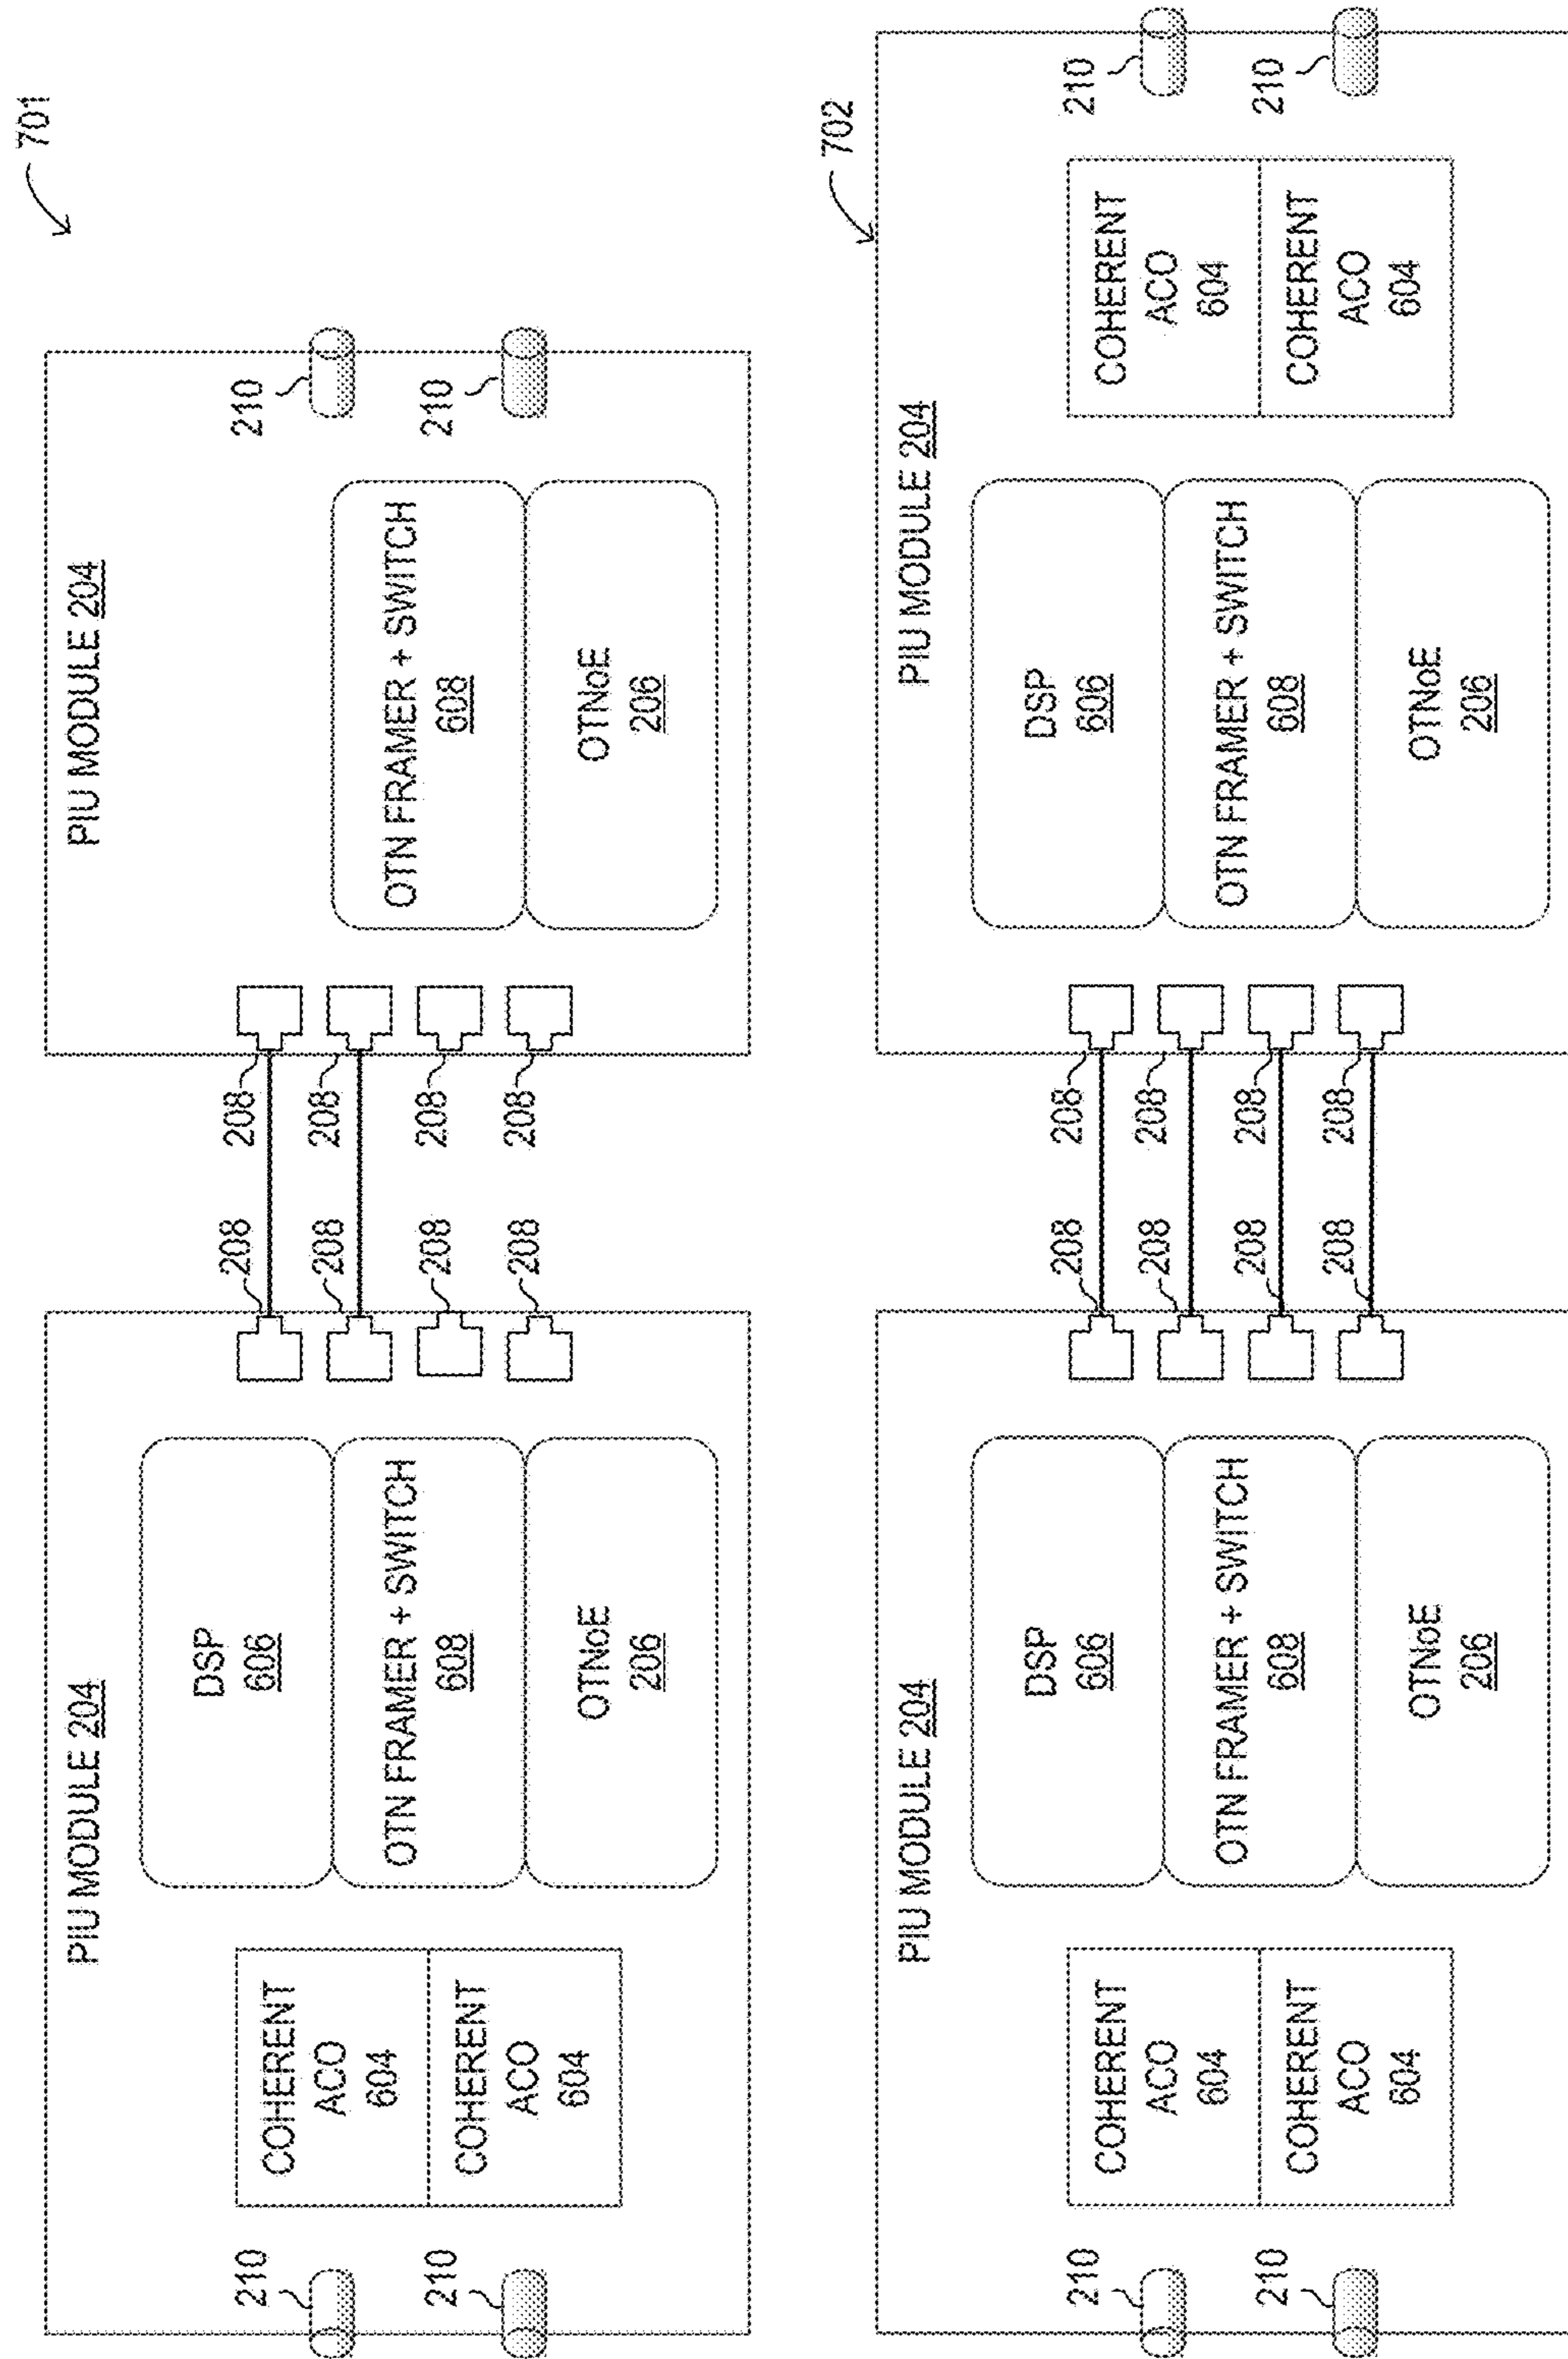 701
PIU MODULE 204
210
210
COHERENT
ACO
604
COHERENT
ACO
604
DSP
606
OTN FRAMER + SWITCH
608
OTNoE
206
208
208
208
208
PIU MODULE 204
208
208
208
208
OTN FRAMER + SWITCH
608
OTNoE
206
210
210
702
PIU MODULE 204
210
210
COHERENT
ACO
604
COHERENT
ACO
604
DSP
606
OTN FRAMER + SWITCH
608
OTNoE
206
208
208
208
208
PIU MODULE 204
208
208
208
208
DSP
606
OTN FRAMER + SWITCH
608
OTNoE
206
COHERENT
ACO
604
COHERENT
ACO
604
210
210